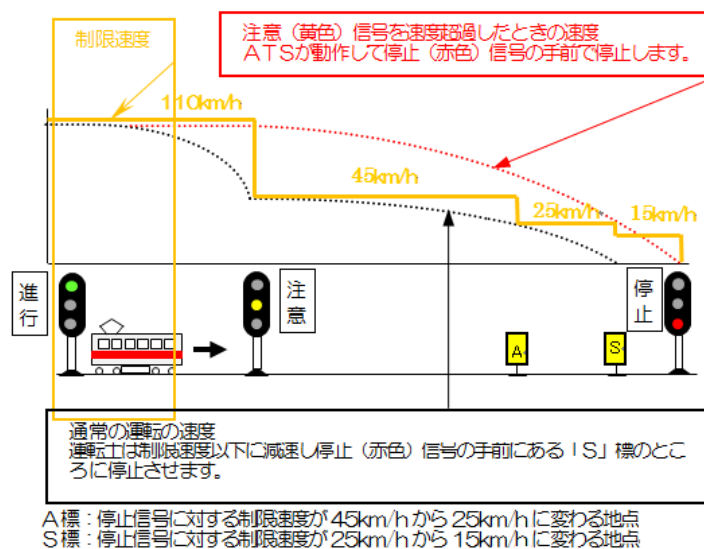 制限速度
注意(黄色)信号を速度超過したときの速度
ATSが動作して停止(赤色)信号の手前で停止します。
110km/h
45km/h
25km/h
15km/h
進行
注意
停止
A
S
通常の運転の速度
運転士は制限速度以下に減速し停止(赤色)信号の手前にある「S」標のとこ
ろに停止させます。
A標:停止信号に対する制限速度が45km/hから25km/hに変わる地点
S標:停止信号に対する制限速度が25km/hから15km/hに変わる地点